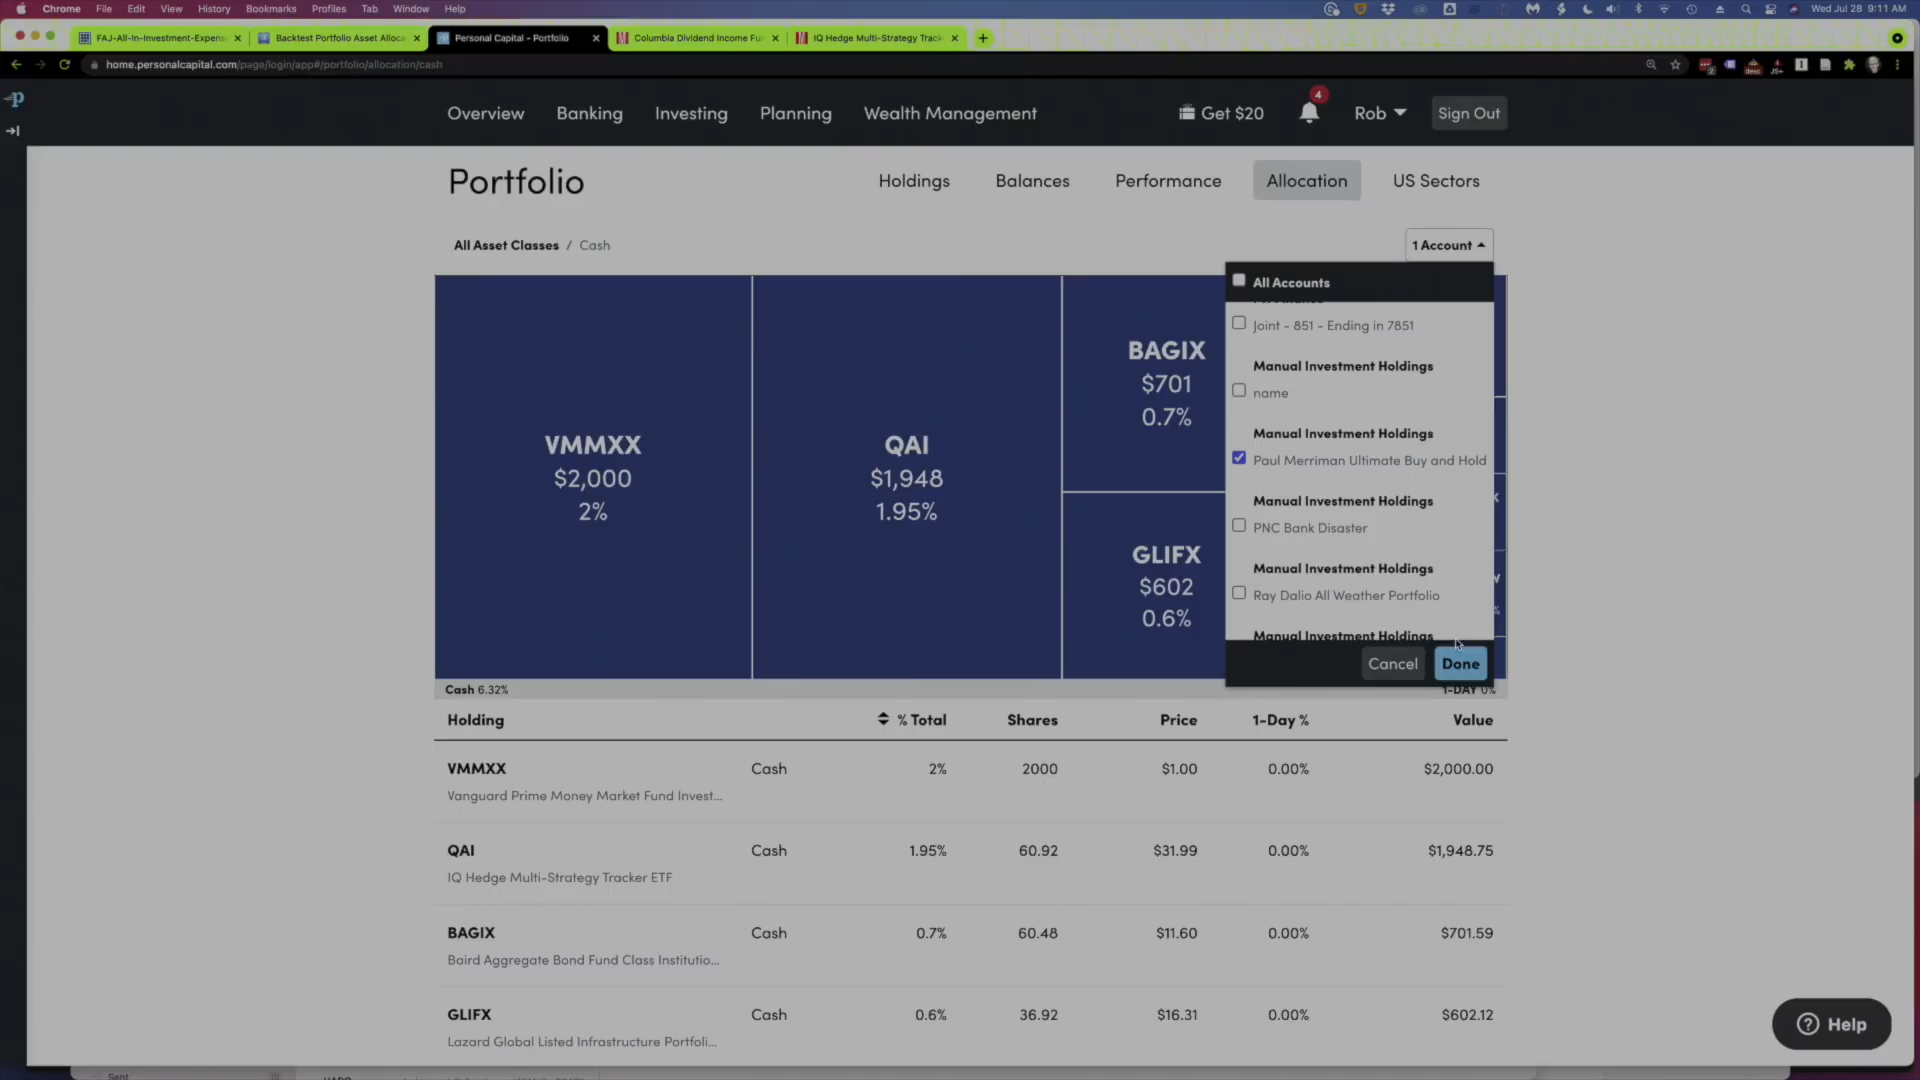 Chrome File Edit View History Bookmarks Profiles Tab Window Help Wed Jul 28 9:11 AM
FAJ-All-In-Investment-Expens Backtest Portfolio Asset Alloca Personal Capital - Portfolio Columbia Dividend Income Fu IQ Hedge Multi-Strategy Track
home.personalcapital.com/page/login/app#/portfolio/allocation/cash
Overview Banking Investing Planning Wealth Management Get $20 4 Rob Sign Out
Portfolio Holdings Balances Performance Allocation US Sectors
All Asset Classes / Cash 1 Account
All Accounts
Joint - 851 - Ending in 7851
Manual Investment Holdings
name
Manual Investment Holdings
Paul Merriman Ultimate Buy and Hold
Manual Investment Holdings
PNC Bank Disaster
Manual Investment Holdings
Ray Dalio All Weather Portfolio
Manual Investment Holdings
Cancel Done
VMMXX
$2,000
2%
QAI
$1,948
1.95%
BAGIX
$701
0.7%
GLIFX
$602
0.6%
Cash 6.32% 1-DAY 0%
Holding % Total Shares Price 1-Day % Value
VMMXX Cash 2% 2000 $1.00 0.00% $2,000.00
Vanguard Prime Money Market Fund Invest...
QAI Cash 1.95% 60.92 $31.99 0.00% $1,948.75
IQ Hedge Multi-Strategy Tracker ETF
BAGIX Cash 0.7% 60.48 $11.60 0.00% $701.59
Baird Aggregate Bond Fund Class Institutio...
GLIFX Cash 0.6% 36.92 $16.31 0.00% $602.12
Lazard Global Listed Infrastructure Portfoli...
Help
Sent